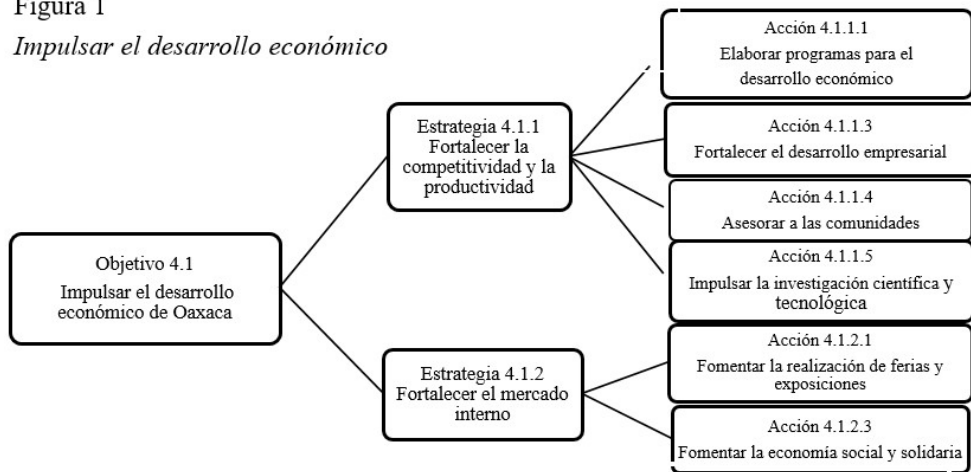 Figura 1
Impulsar el desarrollo económico
Objetivo 4.1
Impulsar el desarrollo
económico de Oaxaca
Estrategia 4.1.1
Fortalecer la
competitividad y la
productividad
Acción 4.1.1.1
Elaborar programas para el
desarrollo económico
Acción 4.1.1.3
Fortalecer el desarrollo empresarial
Acción 4.1.1.4
Asesorar a las comunidades
Acción 4.1.1.5
Impulsar la investigación científica y
tecnológica
Estrategia 4.1.2
Fortalecer el mercado
interno
Acción 4.1.2.1
Fomentar la realización de ferias y
exposiciones
Acción 4.1.2.3
Fomentar la economía social y solidaria